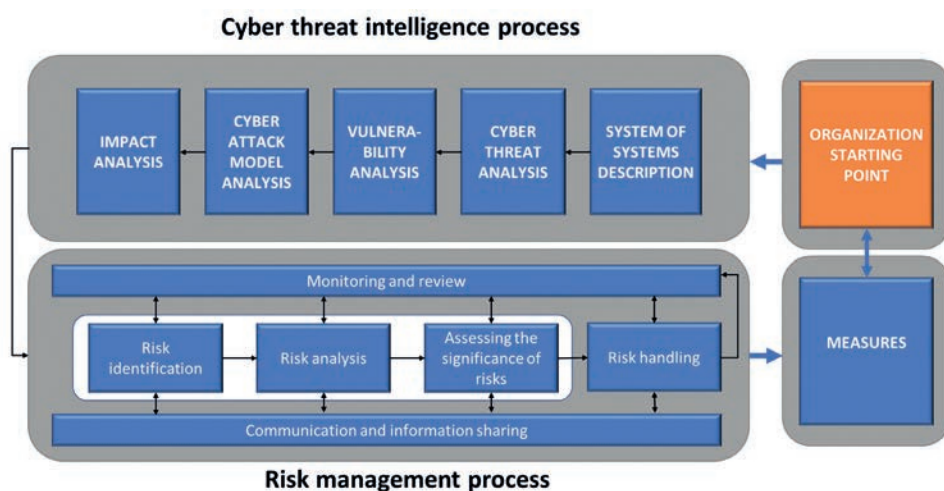 Cyber threat intelligence process
IMPACT
ANALYSIS
CYBER
ATTACK
MODEL
ANALYSIS
VULNERA-
BILITY
ANALYSIS
CYBER
THREAT
ANALYSIS
SYSTEM OF
SYSTEMS
DESCRIPTION
ORGANIZATION
STARTING
POINT
Monitoring and review
Risk
identification
Risk analysis
Assessing the
significance of
risks
Risk handling
MEASURES
Communication and information sharing
Risk management process